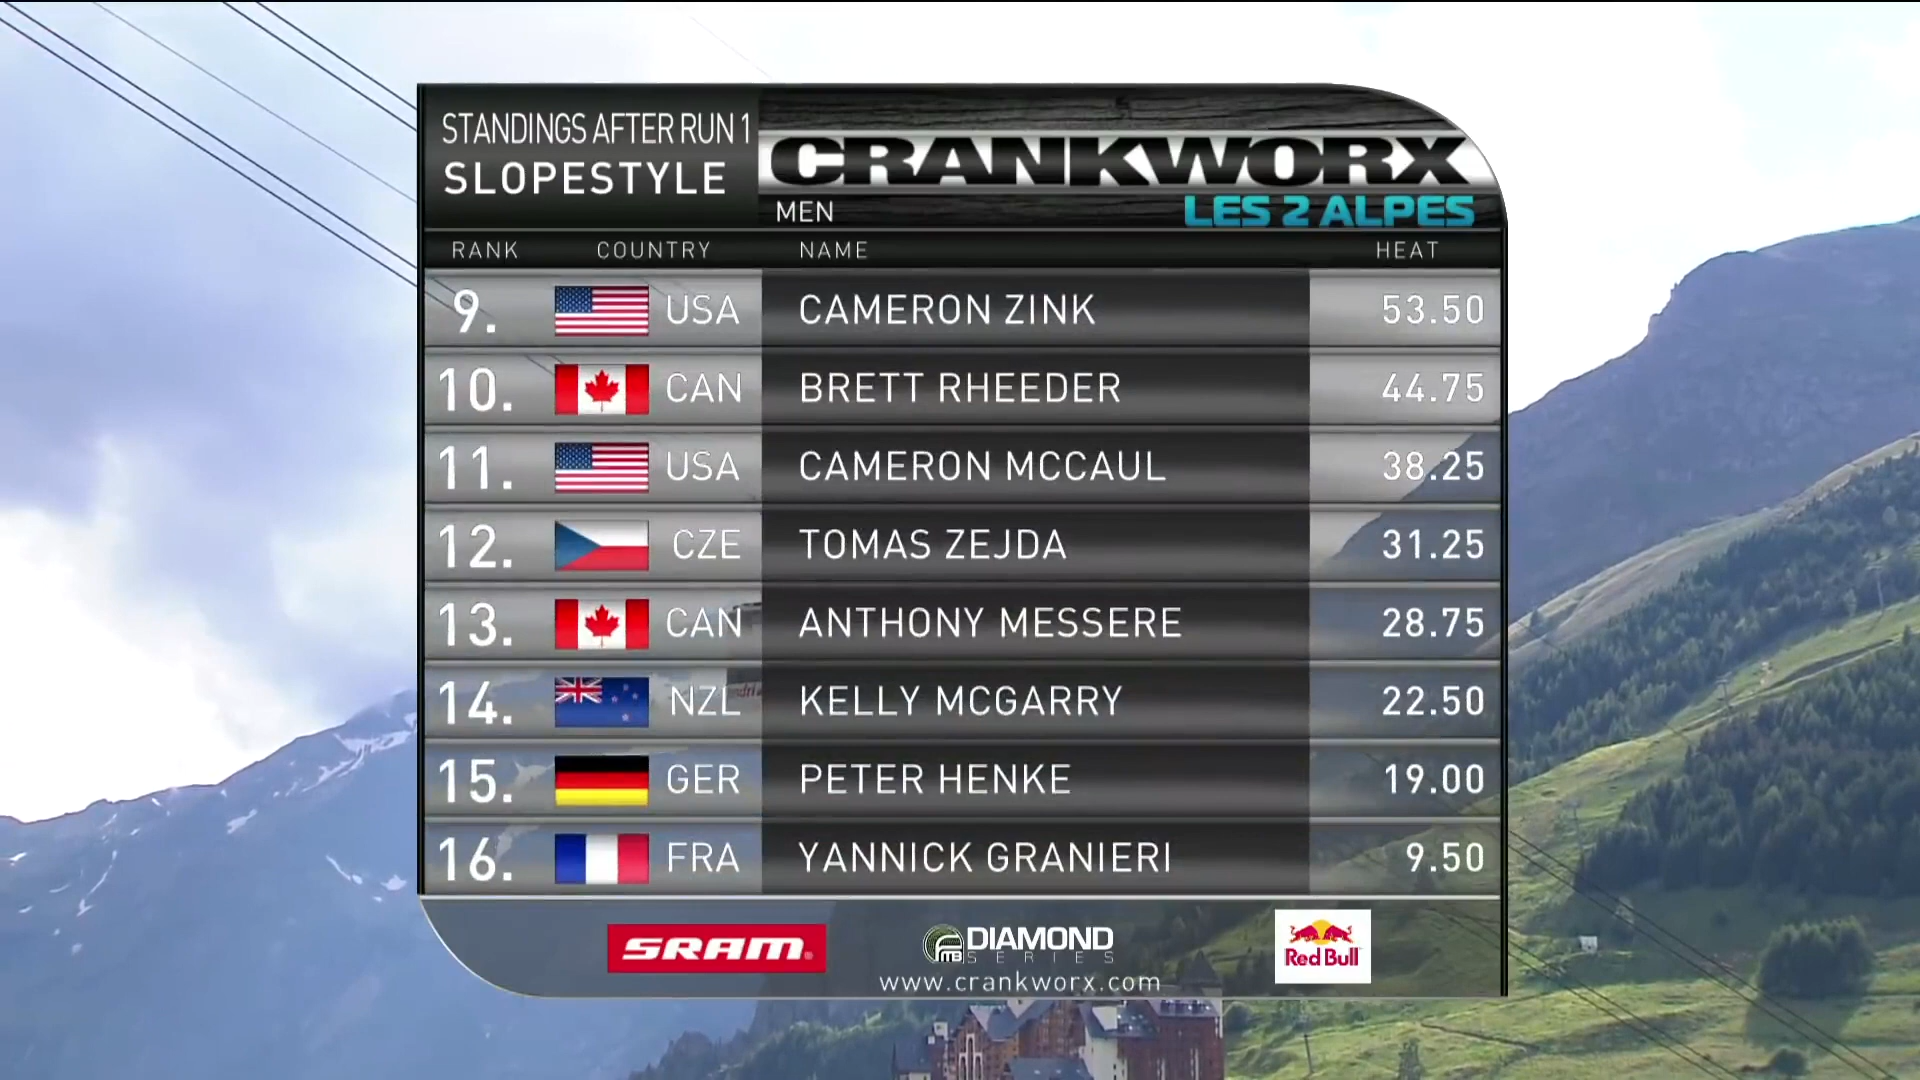 STANDINGS AFTER RUN 1
SLOPESTYLE
CRANKWORX
MEN
LES 2 ALPES
RANK COUNTRY NAME HEAT
9. USA CAMERON ZINK 53.50
10. CAN BRETT RHEEDER 44.75
11. USA CAMERON MCCAUL 38.25
12. CZE TOMAS ZEJDA 31.25
13. CAN ANTHONY MESSERE 28.75
14. NZL KELLY MCGARRY 22.50
15. GER PETER HENKE 19.00
16. FRA YANNICK GRANIERI 9.50
SRAM
FMB DIAMOND
SERIES
Red Bull
www.crankworx.com